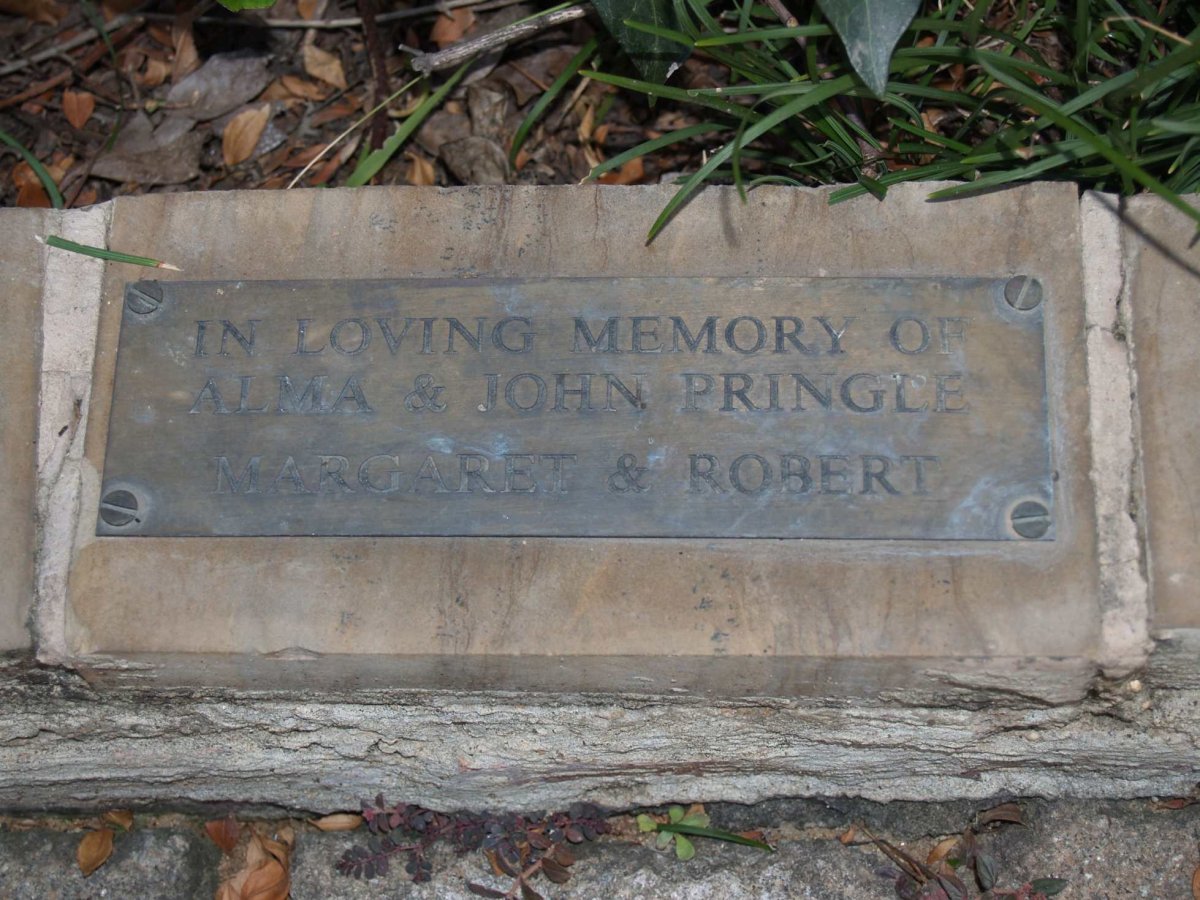 IN LOVING MEMORY OF
ALMA & JOHN PRINGLE
MARGARET & ROBERT